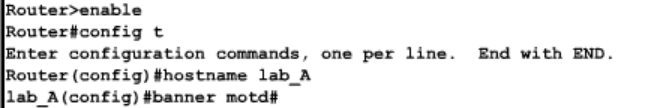 Router>enable
Router#config t
Enter configuration commands, one per line.  End with END.
Router(config)#hostname lab_A
lab_A(config)#banner motd#